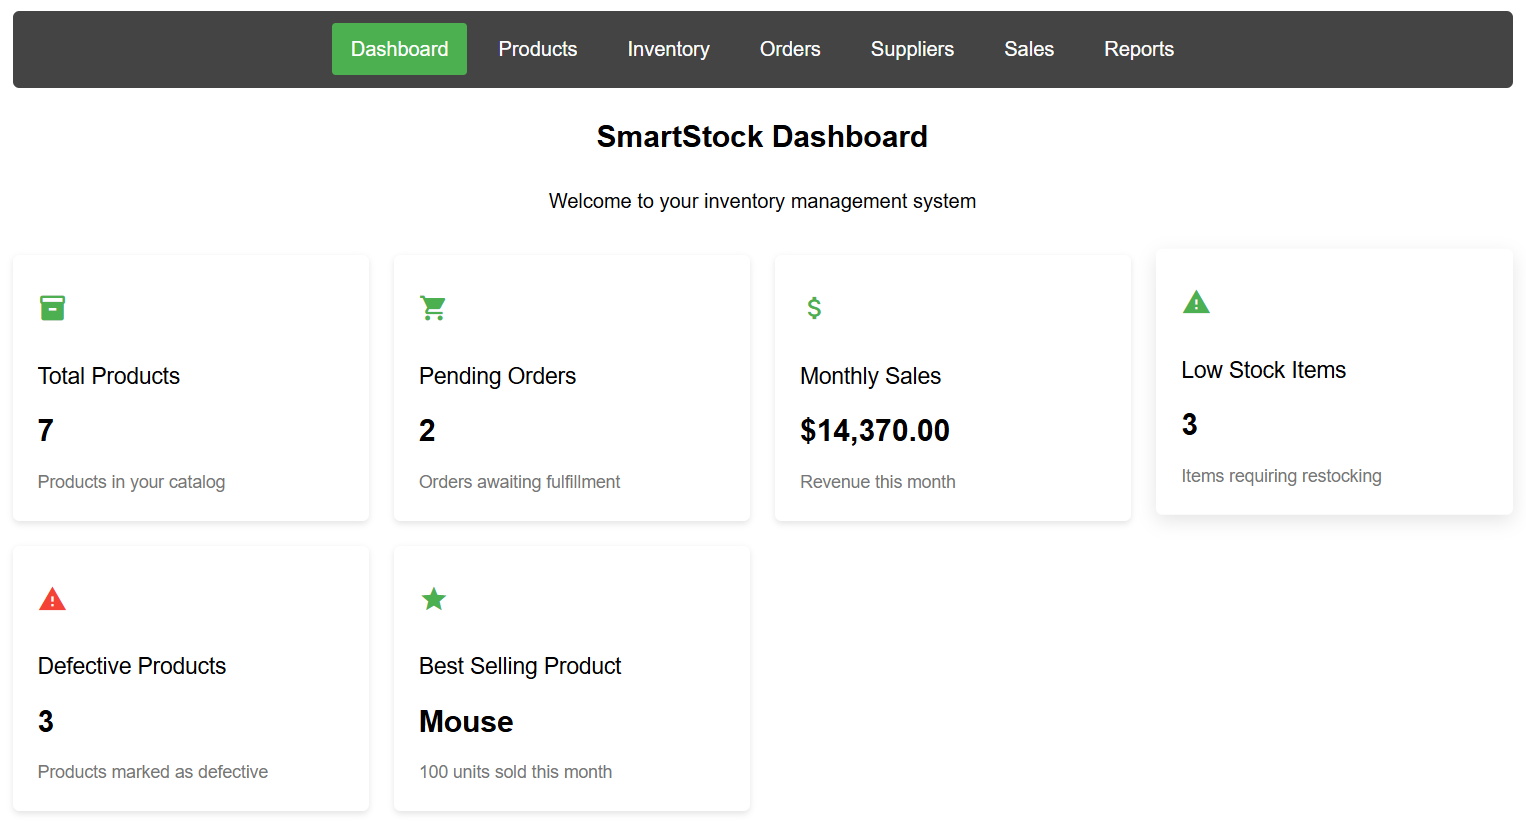 Dashboard Products Inventory Orders Suppliers Sales Reports
SmartStock Dashboard
Welcome to your inventory management system
Total Products
7
Products in your catalog
Pending Orders
2
Orders awaiting fulfillment
Monthly Sales
$14,370.00
Revenue this month
Low Stock Items
3
Items requiring restocking
Defective Products
3
Products marked as defective
Best Selling Product
Mouse
100 units sold this month